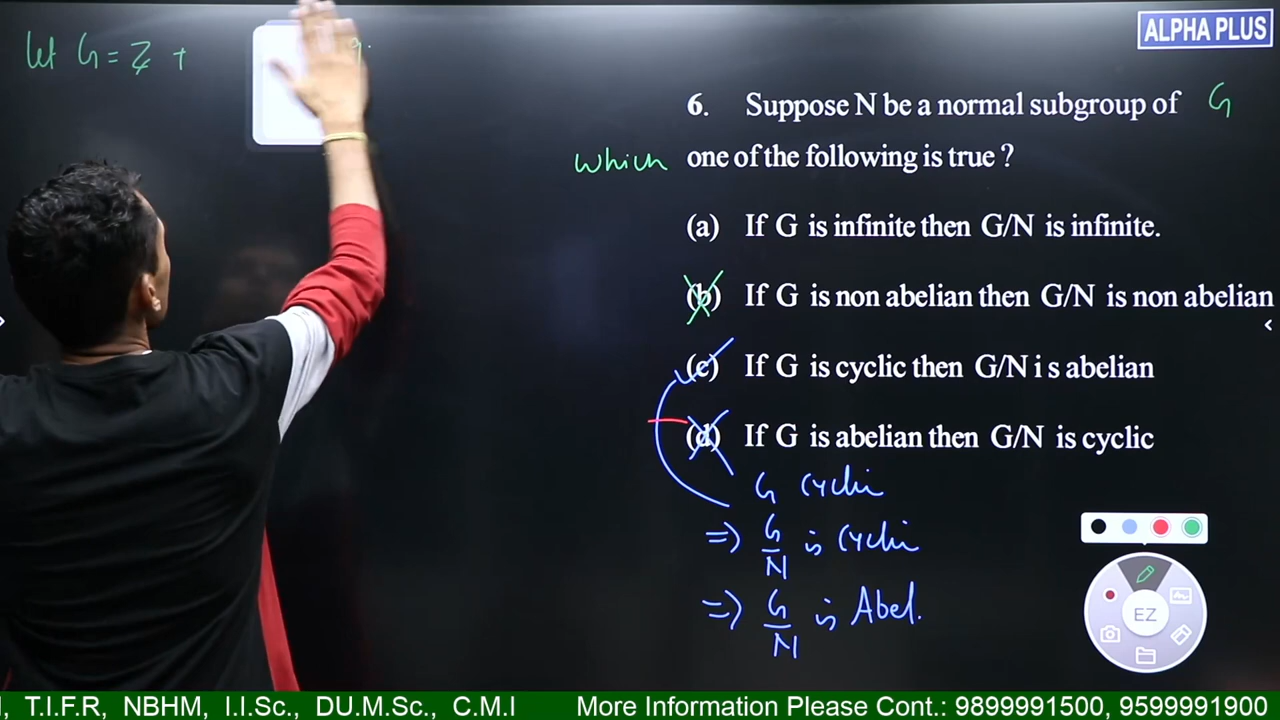 let G = Z +
ALPHA PLUS
6. Suppose N be a normal subgroup of G
which one of the following is true ?
(a) If G is infinite then G/N is infinite.
(b) If G is non abelian then G/N is non abelian
(c) If G is cyclic then G/N is abelian
(d) If G is abelian then G/N is cyclic
G cyclic
=> G/N is cyclic
=> G/N is Abel.
EZ
T.I.F.R, NBHM, I.I.Sc., DU.M.Sc., C.M.I More Information Please Cont.: 9899991500, 9599991900